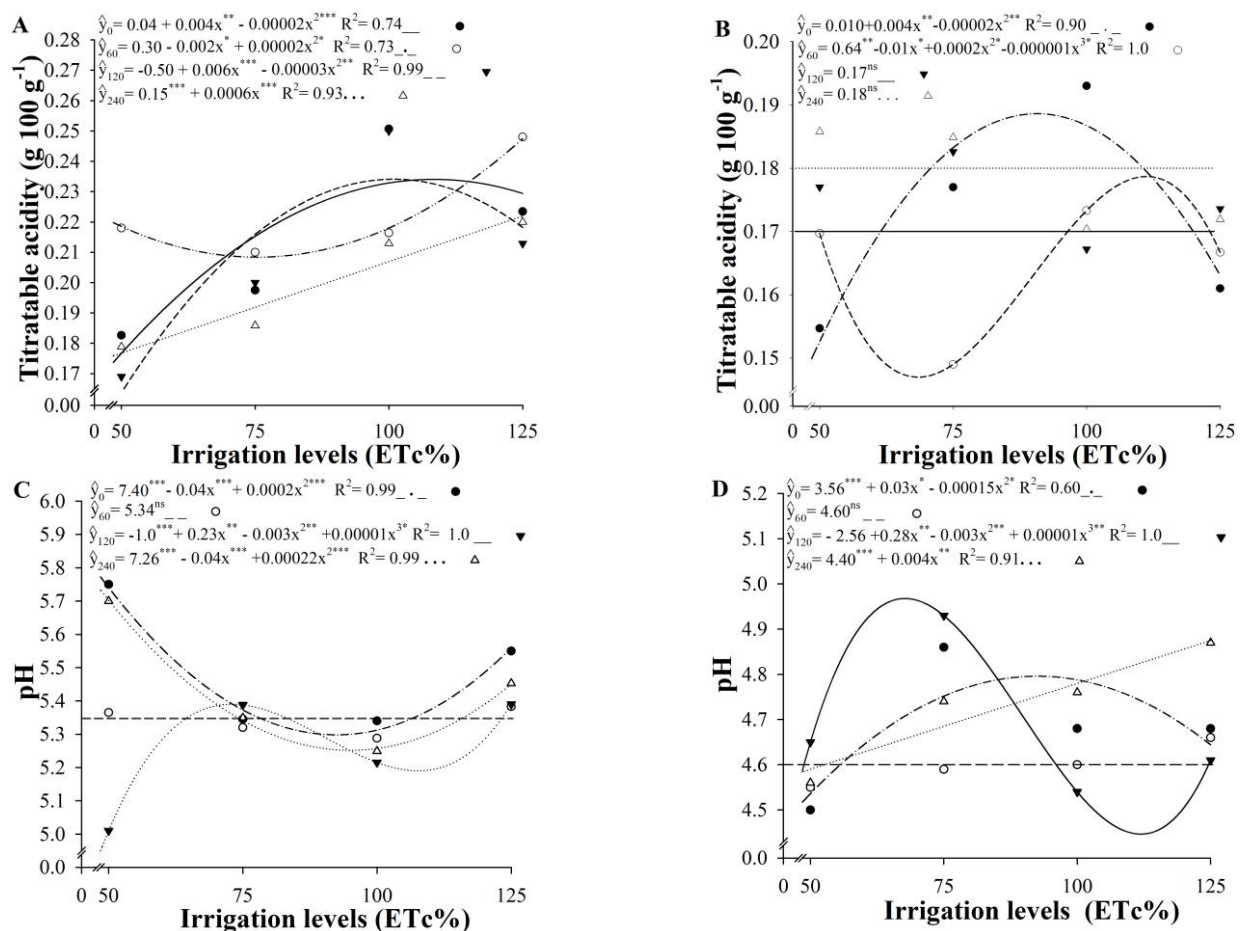 A
ŷ₀= 0.04 + 0.004x** - 0.00002x²*** R²= 0.74__
ŷ₆₀= 0.30 - 0.002x* + 0.00002x²* R²= 0.73_._
ŷ₁₂₀= -0.50 + 0.006x*** - 0.00003x²** R²= 0.99_ _
ŷ₂₄₀= 0.15*** + 0.0006x*** R²= 0.93...
Titratable acidity (g 100 g⁻¹)
0.28
0.27
0.26
0.25
0.24
0.23
0.22
0.21
0.20
0.19
0.18
0.17
0.00
0 50 75 100 125
Irrigation levels (ETc%)
B
ŷ₀= 0.010+0.004x** -0.00002x²** R²= 0.90_ . _
ŷ₆₀= 0.64**-0.01x*+0.0002x²*-0.000001x³* R²= 1.0
ŷ₁₂₀= 0.17ⁿˢ__
ŷ₂₄₀= 0.18ⁿˢ. . .
Titratable acidity (g 100 g⁻¹)
0.20
0.19
0.18
0.17
0.16
0.15
0.00
0 50 75 100 125
Irrigation levels (ETc%)
C
ŷ₀= 7.40*** - 0.04x***+ 0.0002x²*** R²= 0.99_._
ŷ₆₀= 5.34ⁿˢ_ _
ŷ₁₂₀= -1.0***+ 0.23x** -0.003x²** +0.00001x³* R²= 1.0__
ŷ₂₄₀= 7.26*** - 0.04x*** +0.00022x²*** R²= 0.99...
pH
6.0
5.9
5.8
5.7
5.6
5.5
5.4
5.3
5.2
5.1
5.0
0.0
0 50 75 100 125
Irrigation levels (ETc%)
D
ŷ₀= 3.56*** + 0.03x* - 0.00015x²* R²= 0.60_._
ŷ₆₀= 4.60ⁿˢ_ _
ŷ₁₂₀= - 2.56 +0.28x** -0.003x²** + 0.00001x³** R²= 1.0__
ŷ₂₄₀= 4.40*** + 0.004x** R²= 0.91...
pH
5.2
5.1
5.0
4.9
4.8
4.7
4.6
4.5
0.0
0 50 75 100 125
Irrigation levels (ETc%)